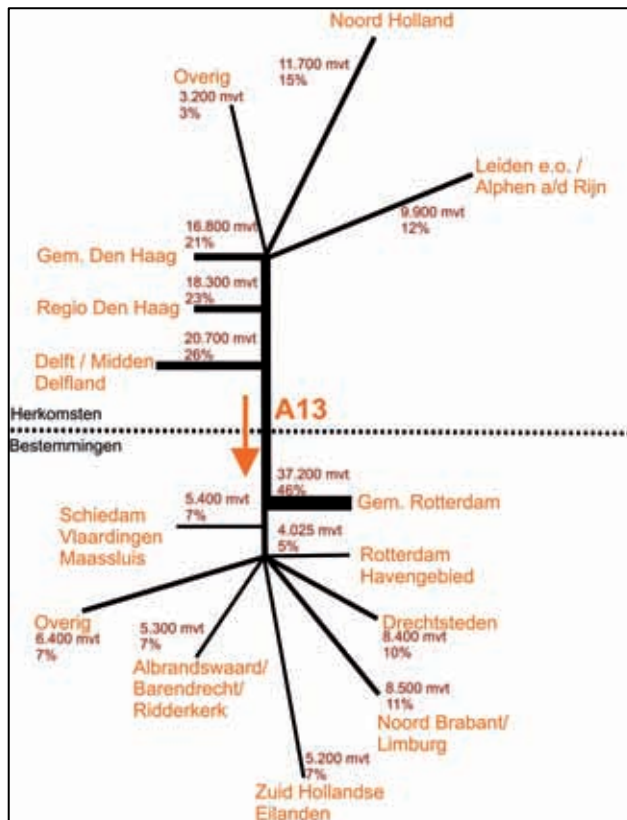 Noord Holland
11.700 mvt
15%
Overig
3.200 mvt
3%
Leiden e.o. /
Alphen a/d Rijn
9.900 mvt
12%
16.800 mvt
21%
Gem. Den Haag
18.300 mvt
23%
Regio Den Haag
20.700 mvt
26%
Delft / Midden
Delfland
A13
Herkomsten
Bestemmingen
37.200 mvt
46%
Gem. Rotterdam
5.400 mvt
7%
Schiedam
Vlaardingen
Maassluis
4.025 mvt
5%
Rotterdam
Havengebied
Overig
6.400 mvt
7%
5.300 mvt
7%
Albrandswaard/
Barendrecht/
Ridderkerk
Drechtsteden
8.400 mvt
10%
8.500 mvt
11%
Noord Brabant/
Limburg
5.200 mvt
7%
Zuid Hollandse
Eilanden